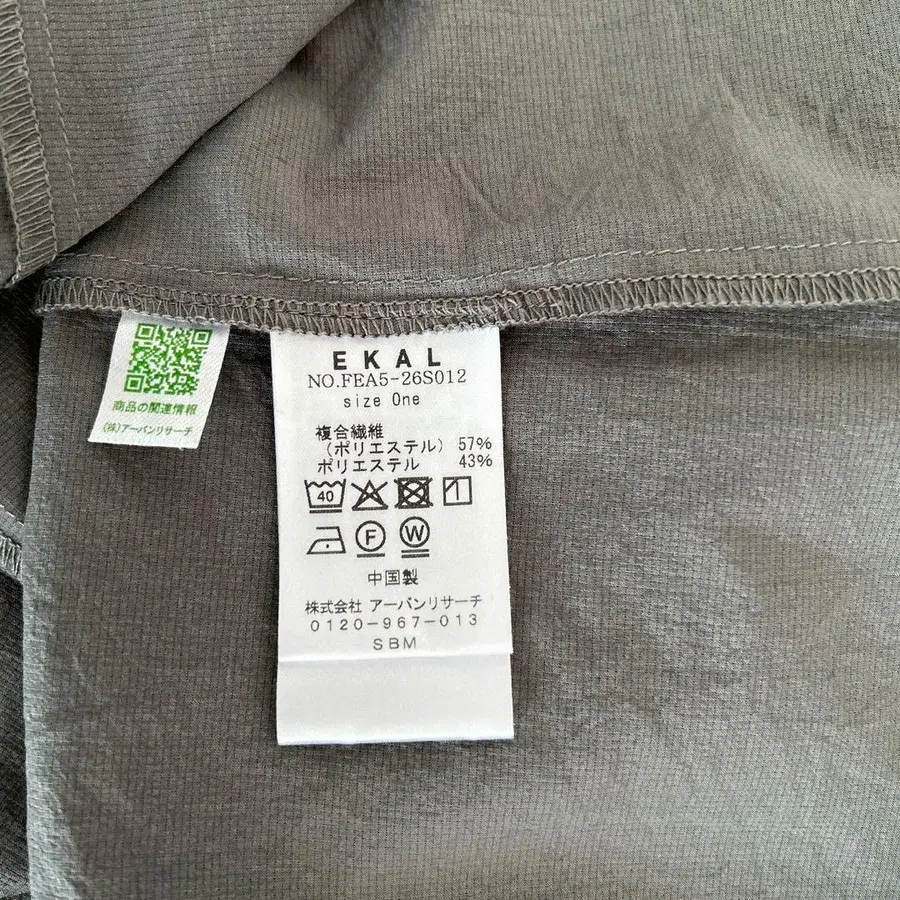 商品の関連情報
(株)アーバンリサーチ
EKAL
NO.FEA5-26S012
size One
複合繊維
(ポリエステル) 57%
ポリエステル 43%
40
F
W
中国製
株式会社 アーバンリサーチ
0120-967-013
SBM